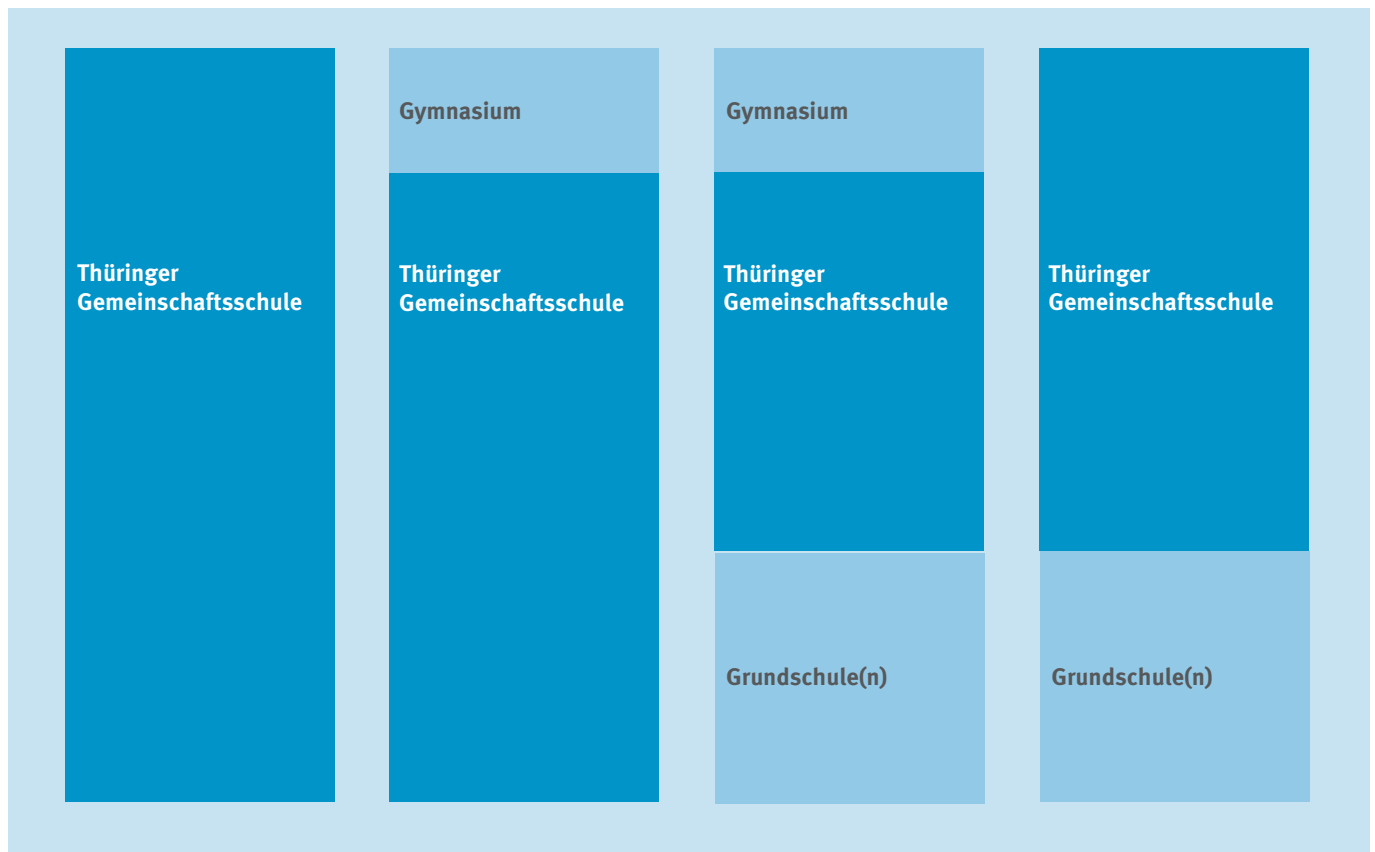 Thüringer
Gemeinschaftsschule
Gymnasium
Thüringer
Gemeinschaftsschule
Gymnasium
Thüringer
Gemeinschaftsschule
Grundschule(n)
Thüringer
Gemeinschaftsschule
Grundschule(n)